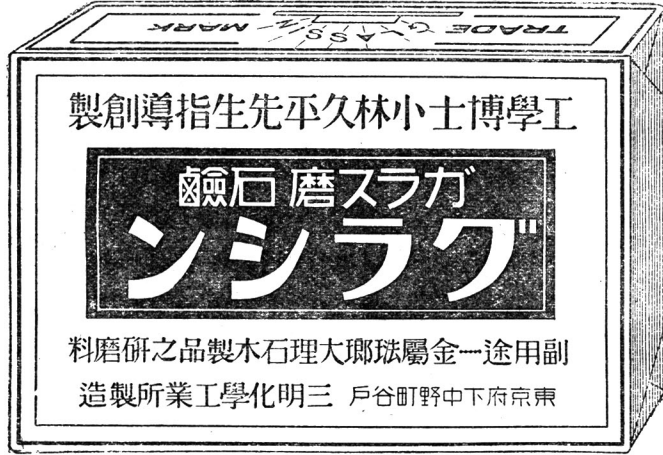 TRADE MARK
GLASSIN
工學博士小林久平先生指導創製
ガラス磨石鹼
グラシン
副用途―金屬琺瑯大理石木製品之硏磨料
東京府下中野町谷戸 三明化學工業所製造